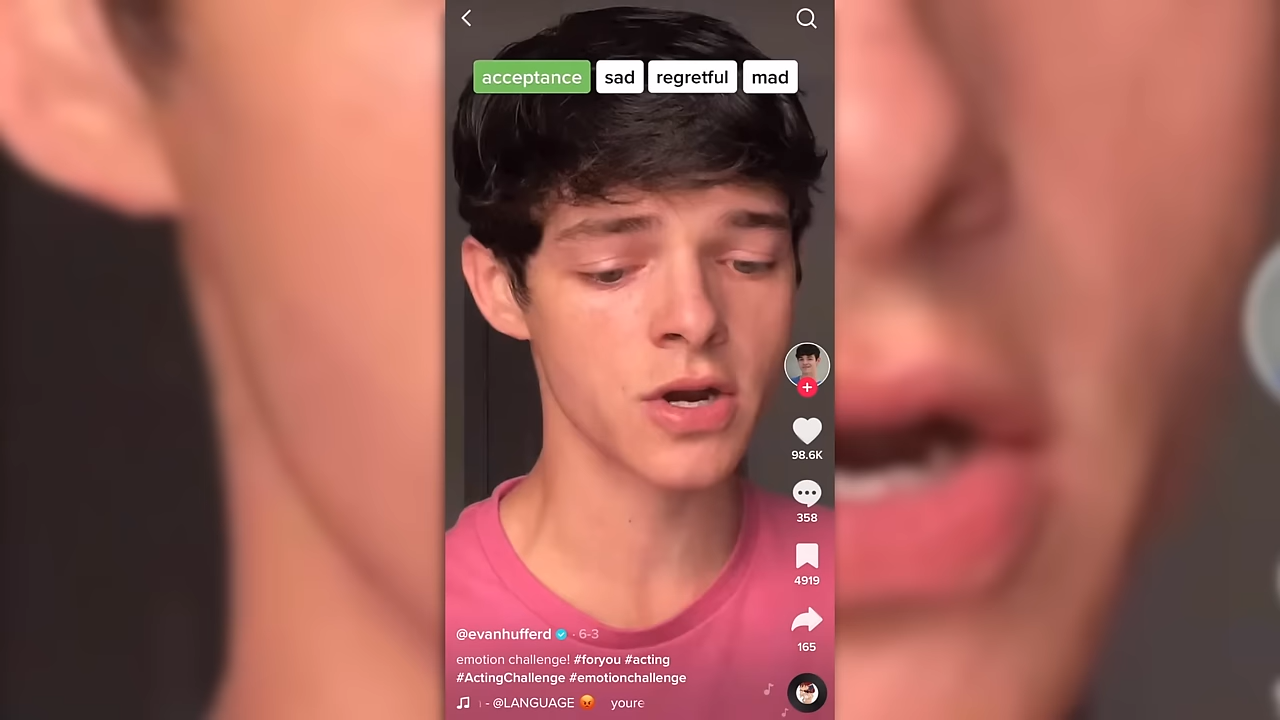 acceptance sad regretful mad
98.6K
358
4919
165
@evanhufferd · 6-3
emotion challenge! #foryou #acting
#ActingChallenge #emotionchallenge
- @LANGUAGE 😡 youre